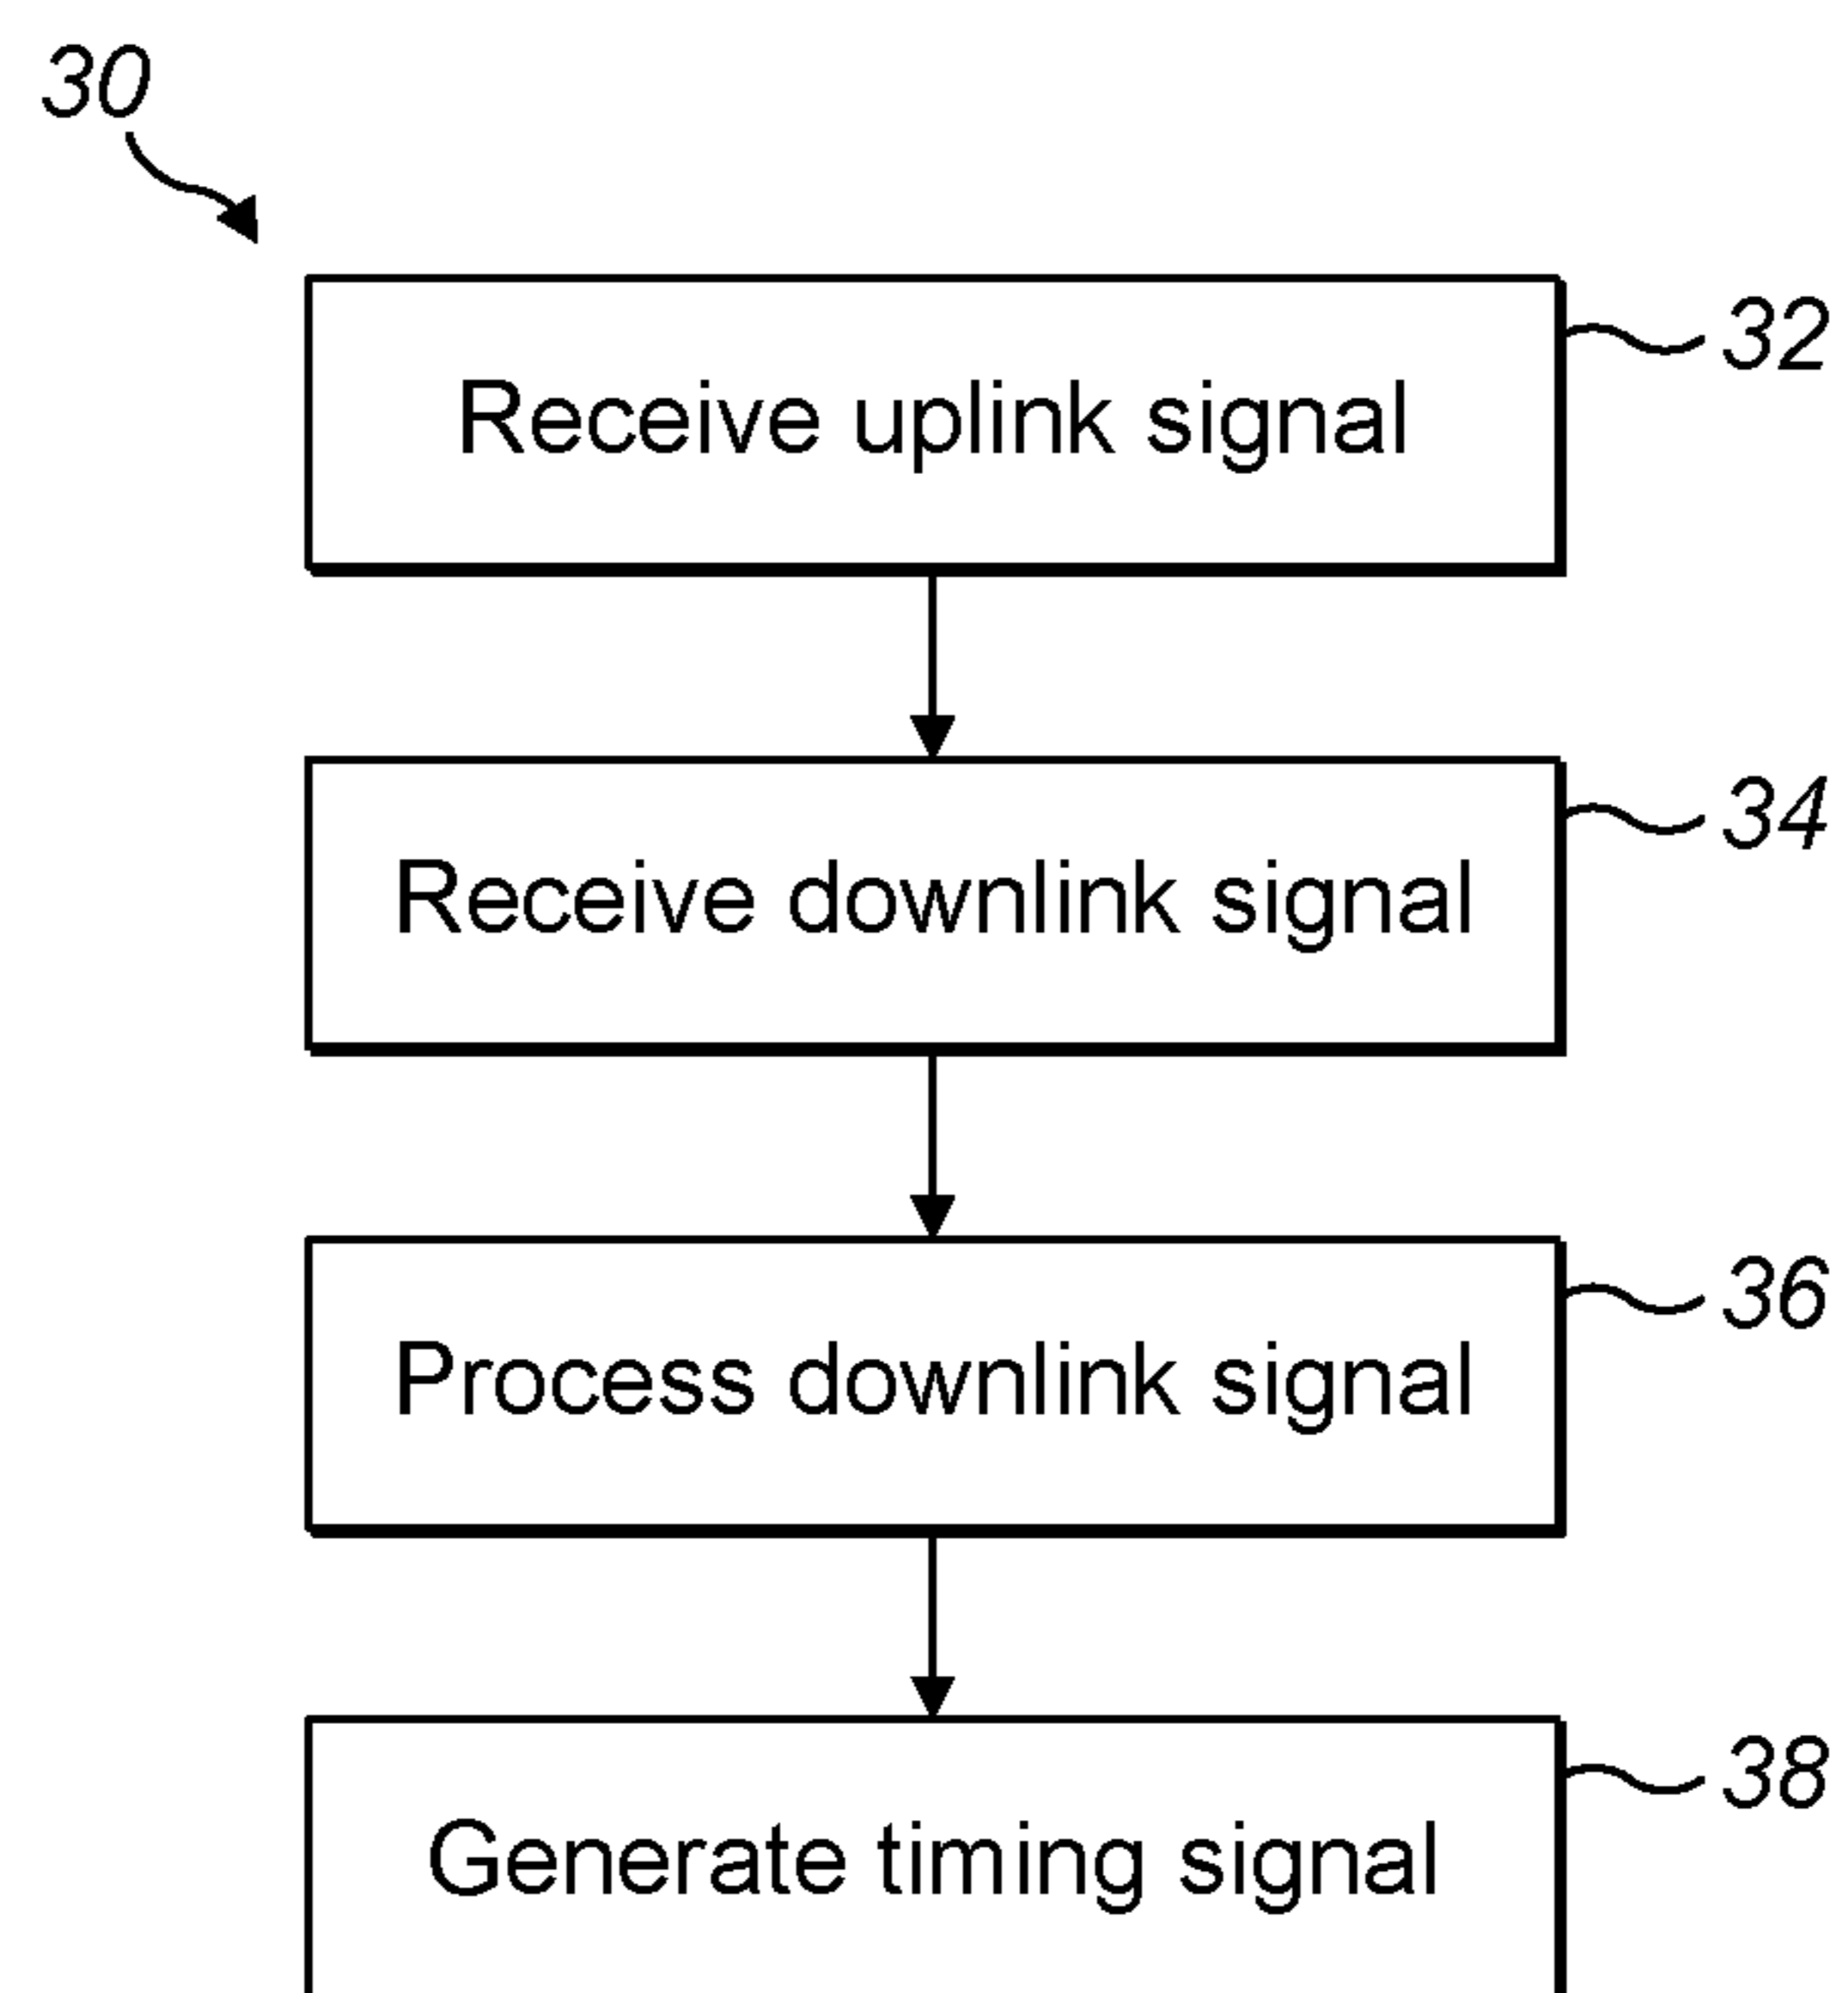 30
Receive uplink signal
32
Receive downlink signal
34
Process downlink signal
36
Generate timing signal
38